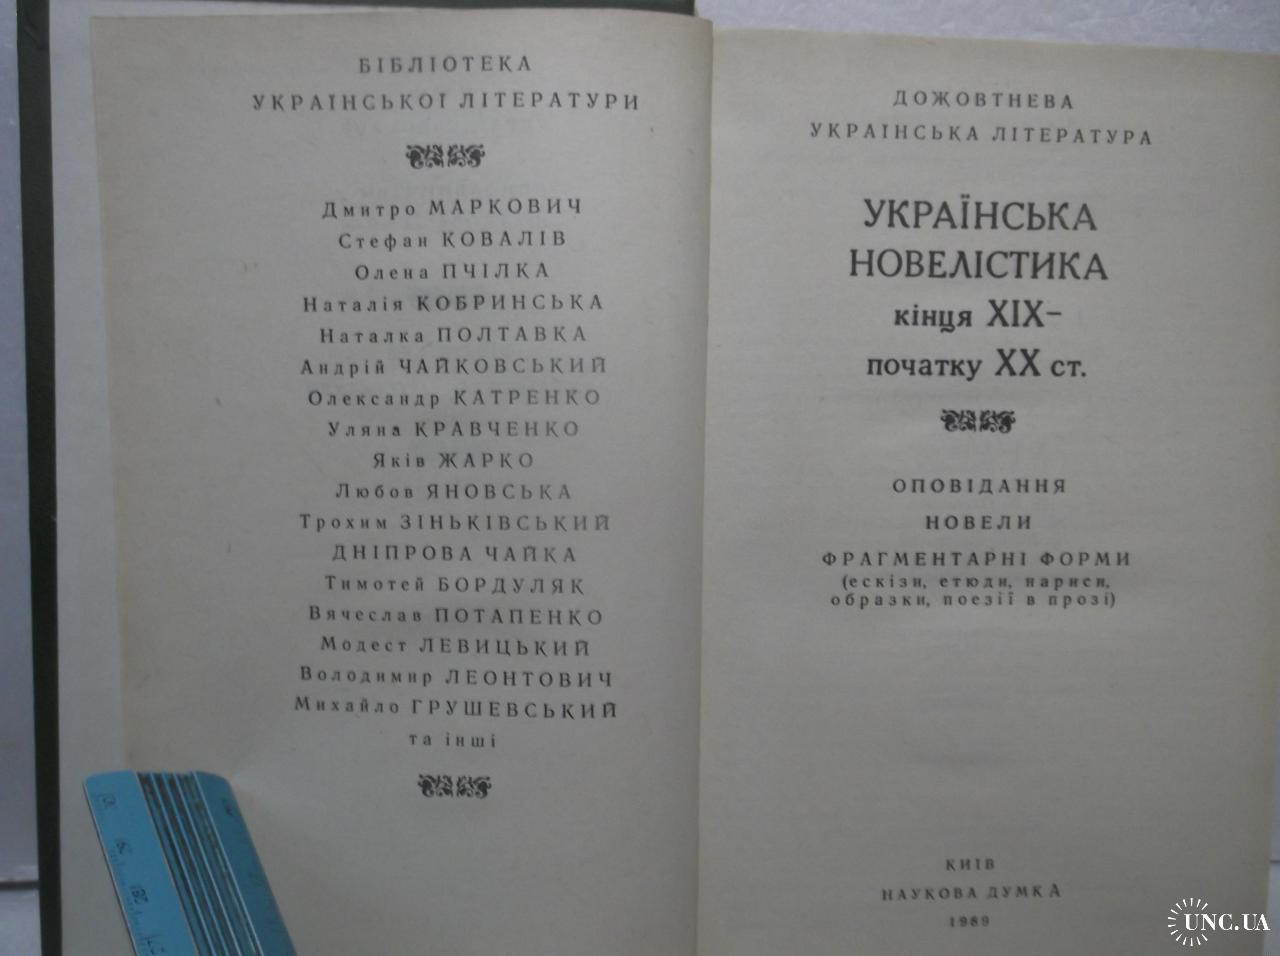 БІБЛІОТЕКА
УКРАЇНСЬКОЇ ЛІТЕРАТУРИ
Дмитро МАРКОВИЧ
Стефан КОВАЛІВ
Олена ПЧІЛКА
Наталія КОБРИНСЬКА
Наталка ПОЛТАВКА
Андрій ЧАЙКОВСЬКИЙ
Олександр КАТРЕНКО
Уляна КРАВЧЕНКО
Яків ЖАРКО
Любов ЯНОВСЬКА
Трохим ЗІНЬКІВСЬКИЙ
ДНІПРОВА ЧАЙКА
Тимотей БОРДУЛЯК
Вячеслав ПОТАПЕНКО
Модест ЛЕВИЦЬКИЙ
Володимир ЛЕОНТОВИЧ
Михайло ГРУШЕВСЬКИЙ
та інші
ДОЖОВТНЕВА
УКРАЇНСЬКА ЛІТЕРАТУРА
УКРАЇНСЬКА
НОВЕЛІСТИКА
кінця XIX–
початку XX ст.
ОПОВІДАННЯ
НОВЕЛИ
ФРАГМЕНТАРНІ ФОРМИ
(ескізи, етюди, нариси,
образки, поезії в прозі)
КИЇВ
НАУКОВА ДУМКА
1989
UNC.UA